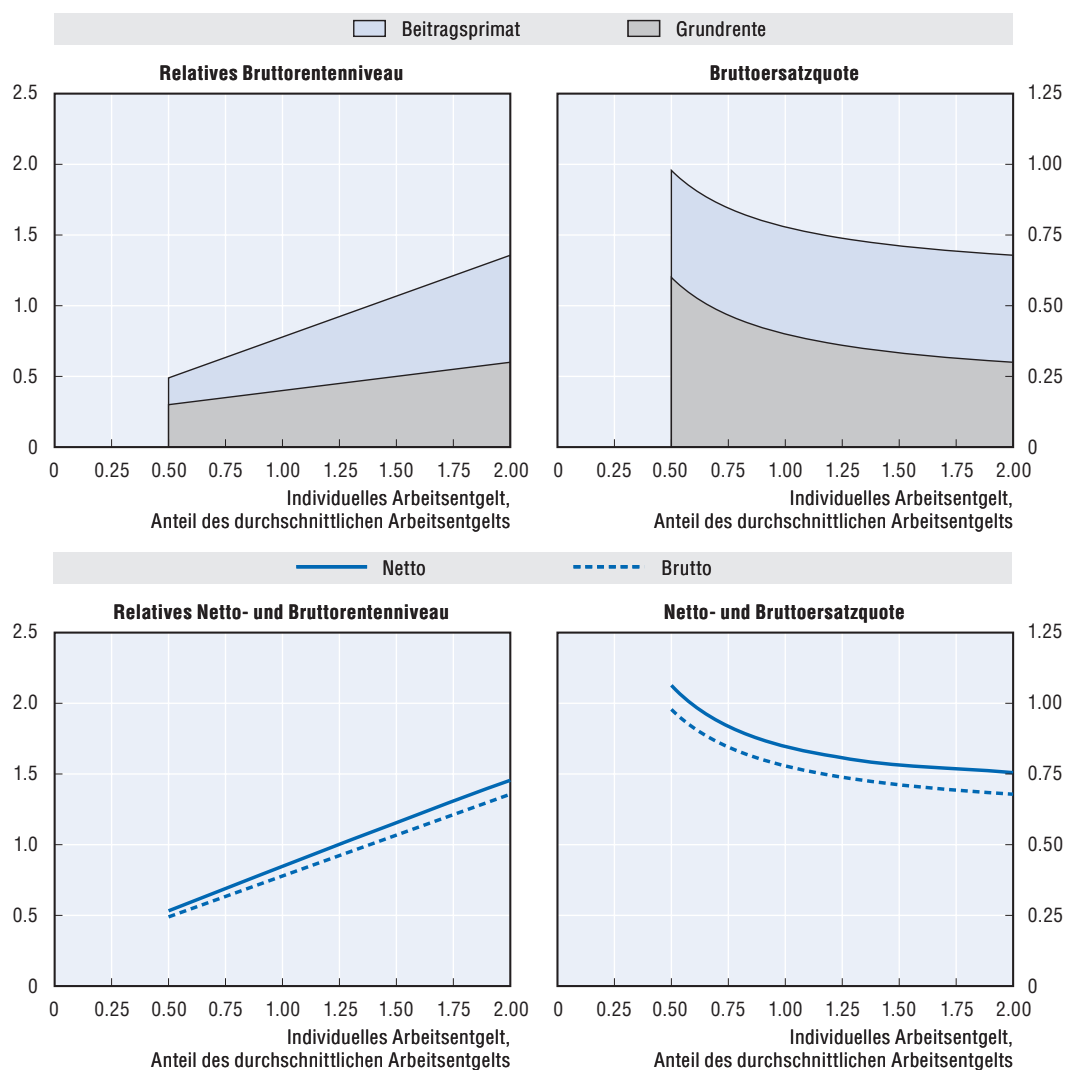 Beitragsprimat Grundrente
Relatives Bruttorentenniveau
2.5
2.0
1.5
1.0
0.5
0
0 0.25 0.50 0.75 1.00 1.25 1.50 1.75 2.00
Individuelles Arbeitsentgelt,
Anteil des durchschnittlichen Arbeitsentgelts
Bruttoersatzquote
1.25
1.00
0.75
0.50
0.25
0
0 0.25 0.50 0.75 1.00 1.25 1.50 1.75 2.00
Individuelles Arbeitsentgelt,
Anteil des durchschnittlichen Arbeitsentgelts
Netto Brutto
Relatives Netto- und Bruttorentenniveau
2.5
2.0
1.5
1.0
0.5
0
0 0.25 0.50 0.75 1.00 1.25 1.50 1.75 2.00
Individuelles Arbeitsentgelt,
Anteil des durchschnittlichen Arbeitsentgelts
Netto- und Bruttoersatzquote
1.25
1.00
0.75
0.50
0.25
0
0 0.25 0.50 0.75 1.00 1.25 1.50 1.75 2.00
Individuelles Arbeitsentgelt,
Anteil des durchschnittlichen Arbeitsentgelts